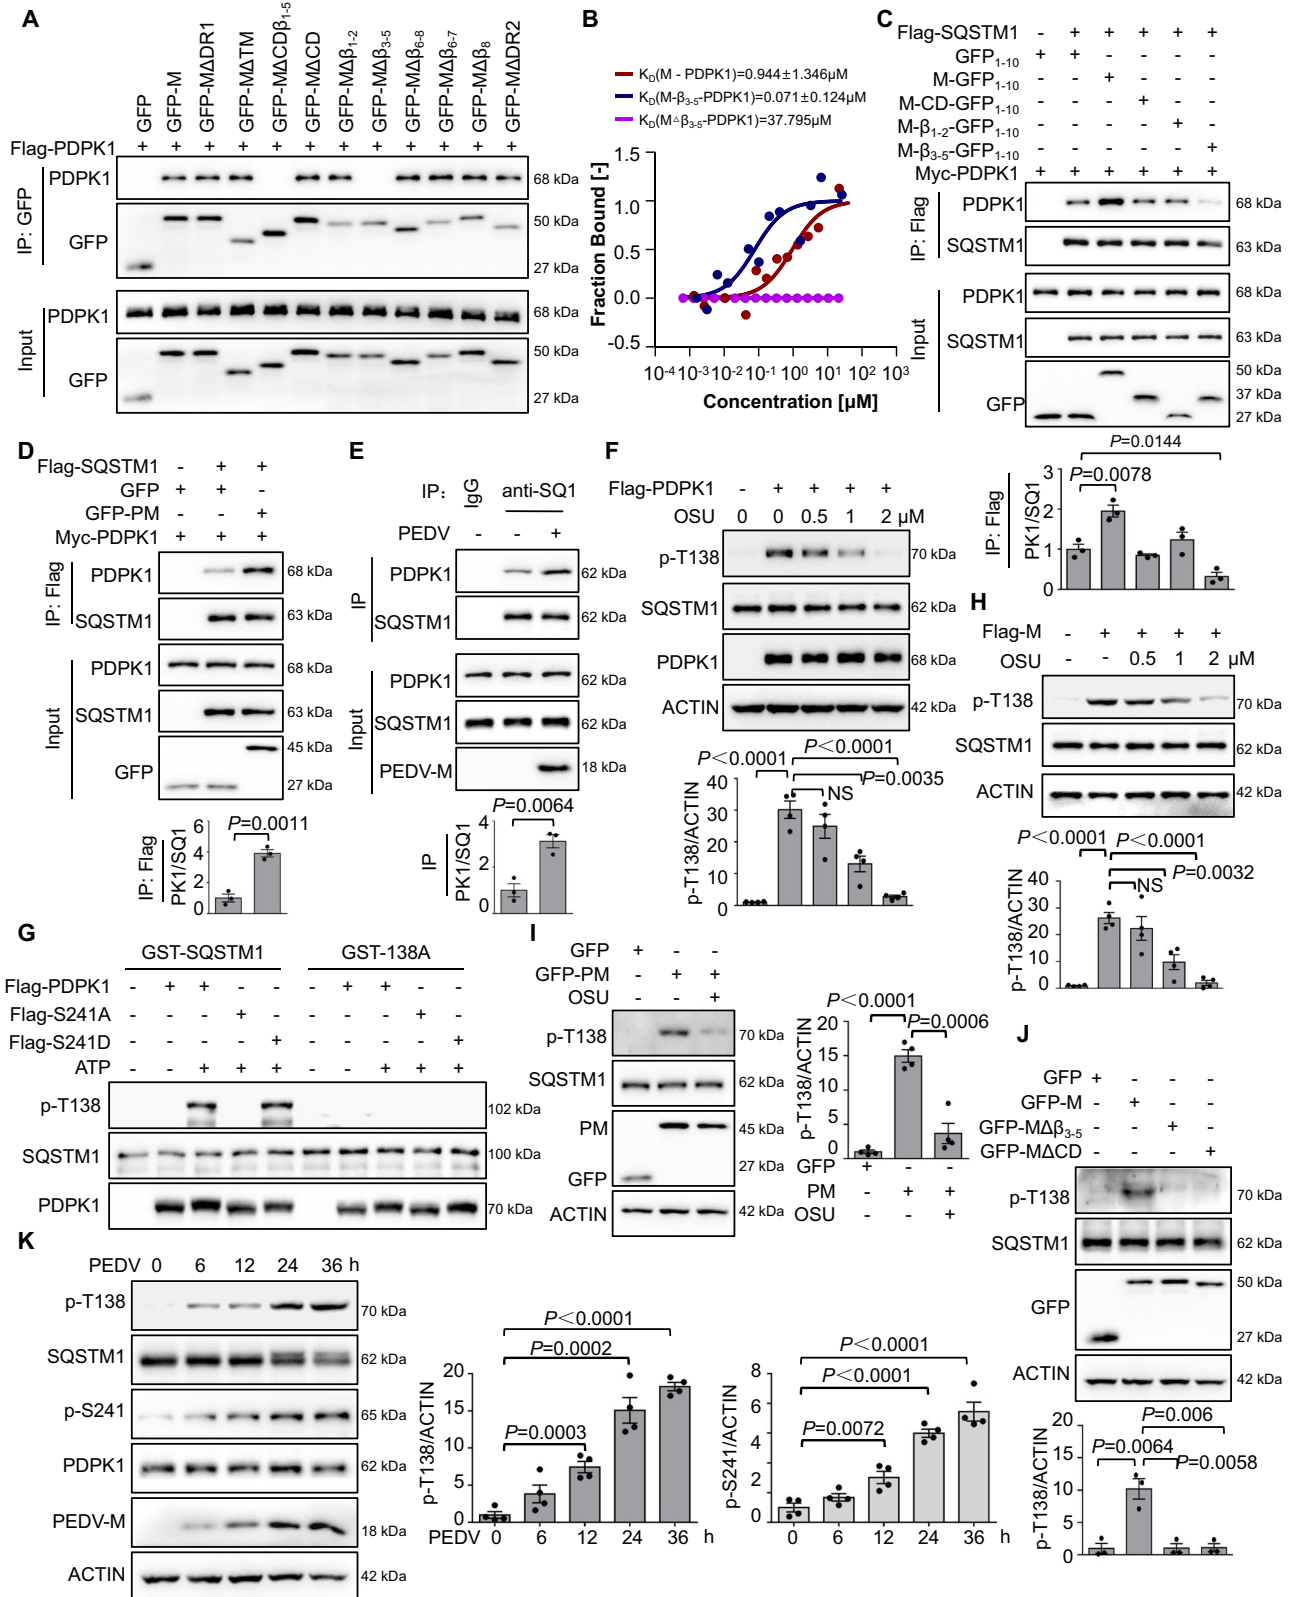 A
GFP
GFP-M
GFP-MΔDR1
GFP-MΔTM
GFP-MΔCDβ1-5
GFP-MΔCD
GFP-MΔβ1-2
GFP-MΔβ3-5
GFP-MΔβ6-8
GFP-MΔβ6-7
GFP-MΔβ8
GFP-MΔDR2
Flag-PDPK1 + + + + + + + + + + + +
IP: GFP
PDPK1 68 kDa
GFP 50 kDa
27 kDa
Input
PDPK1 68 kDa
GFP 50 kDa
27 kDa
B
KD(M - PDPK1)=0.944±1.346μM
KD(M-β3-5-PDPK1)=0.071±0.124μM
KD(M△β3-5-PDPK1)=37.795μM
Fraction Bound [-]
1.5
1.0
0.5
0.0
-0.5
10-4 10-3 10-2 10-1 100 101 102 103
Concentration [μM]
C
Flag-SQSTM1 - + + + + +
GFP1-10 + + - - - -
M-GFP1-10 - - + - - -
M-CD-GFP1-10 - - - + - -
M-β1-2-GFP1-10 - - - - + -
M-β3-5-GFP1-10 - - - - - +
Myc-PDPK1 + + + + + +
IP: Flag
PDPK1 68 kDa
SQSTM1 63 kDa
Input
PDPK1 68 kDa
SQSTM1 63 kDa
GFP 50 kDa
37 kDa
27 kDa
P=0.0144
P=0.0078
IP: Flag
PK1/SQ1
3
2
1
0
D
Flag-SQSTM1 - + +
GFP + + -
GFP-PM - - +
Myc-PDPK1 + + +
IP: Flag
PDPK1 68 kDa
SQSTM1 63 kDa
Input
PDPK1 68 kDa
SQSTM1 63 kDa
GFP 45 kDa
27 kDa
P=0.0011
IP: Flag
PK1/SQ1
6
4
2
0
E
IP: IgG anti-SQ1
PEDV - - +
IP
PDPK1 62 kDa
SQSTM1 62 kDa
Input
PDPK1 62 kDa
SQSTM1 62 kDa
PEDV-M 18 kDa
P=0.0064
IP
PK1/SQ1
4
2
0
F
Flag-PDPK1 - + + + +
OSU 0 0 0.5 1 2 μM
p-T138 70 kDa
SQSTM1 62 kDa
PDPK1 68 kDa
ACTIN 42 kDa
P<0.0001
P<0.0001
P=0.0035
NS
p-T138/ACTIN
40
30
20
10
0
H
Flag-M - + + + +
OSU - - 0.5 1 2 μM
p-T138 70 kDa
SQSTM1 62 kDa
ACTIN 42 kDa
P<0.0001 P<0.0001
P=0.0032
NS
p-T138/ACTIN
40
30
20
10
0
G
GST-SQSTM1 GST-138A
Flag-PDPK1 - + + - - - + + - -
Flag-S241A - - - + - - - - + -
Flag-S241D - - - - + - - - - +
ATP - - + + + - - + + +
p-T138 102 kDa
SQSTM1 100 kDa
PDPK1 70 kDa
I
GFP + - -
GFP-PM - + +
OSU - - +
p-T138 70 kDa
SQSTM1 62 kDa
PM 45 kDa
27 kDa
GFP
ACTIN 42 kDa
P<0.0001
P=0.0006
p-T138/ACTIN
20
15
10
5
0
GFP + - -
PM - + +
OSU - - +
J
GFP + - - -
GFP-M - + - -
GFP-MΔβ3-5 - - + -
GFP-MΔCD - - - +
p-T138 70 kDa
SQSTM1 62 kDa
GFP 50 kDa
27 kDa
ACTIN 42 kDa
P=0.006
P=0.0064
P=0.0058
p-T138/ACTIN
20
15
10
5
0
K
PEDV 0 6 12 24 36 h
p-T138 70 kDa
SQSTM1 62 kDa
p-S241 65 kDa
PDPK1 62 kDa
PEDV-M 18 kDa
ACTIN 42 kDa
P<0.0001
P=0.0002
P=0.0003
p-T138/ACTIN
20
15
10
5
0
PEDV 0 6 12 24 36 h
P<0.0001
P<0.0001
P=0.0072
p-S241/ACTIN
8
6
4
2
0
0 6 12 24 36 h